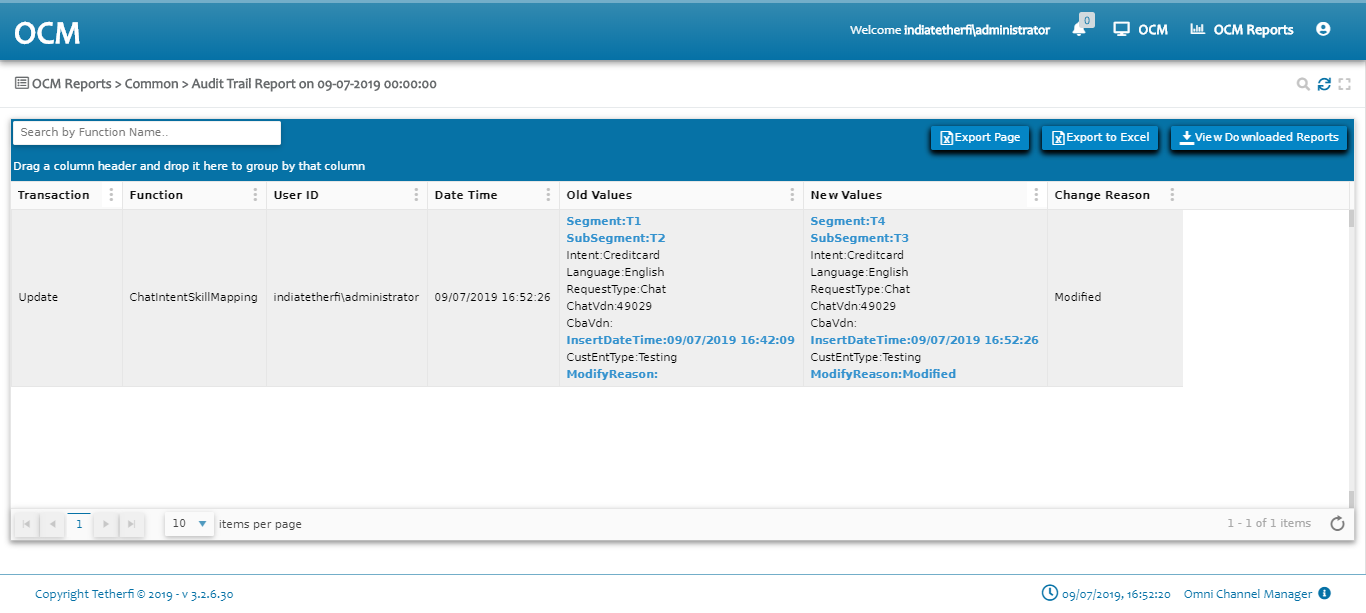 OCM
Welcome indiatetherfi\administrator
0
OCM
OCM Reports
OCM Reports > Common > Audit Trail Report on 09-07-2019 00:00:00
Search by Function Name..
Export Page
Export to Excel
View Downloaded Reports
Drag a column header and drop it here to group by that column
Transaction Function User ID Date Time Old Values New Values Change Reason
Update
ChatIntentSkillMapping
indiatetherfi\administrator
09/07/2019 16:52:26
Segment:T1
SubSegment:T2
Intent:Creditcard
Language:English
RequestType:Chat
ChatVdn:49029
CbaVdn:
InsertDateTime:09/07/2019 16:42:09
CustEntType:Testing
ModifyReason:
Segment:T4
SubSegment:T3
Intent:Creditcard
Language:English
RequestType:Chat
ChatVdn:49029
CbaVdn:
InsertDateTime:09/07/2019 16:52:26
CustEntType:Testing
ModifyReason:Modified
Modified
1
10
items per page
1 - 1 of 1 items
Copyright Tetherfi © 2019 - v 3.2.6.30
09/07/2019, 16:52:20
Omni Channel Manager